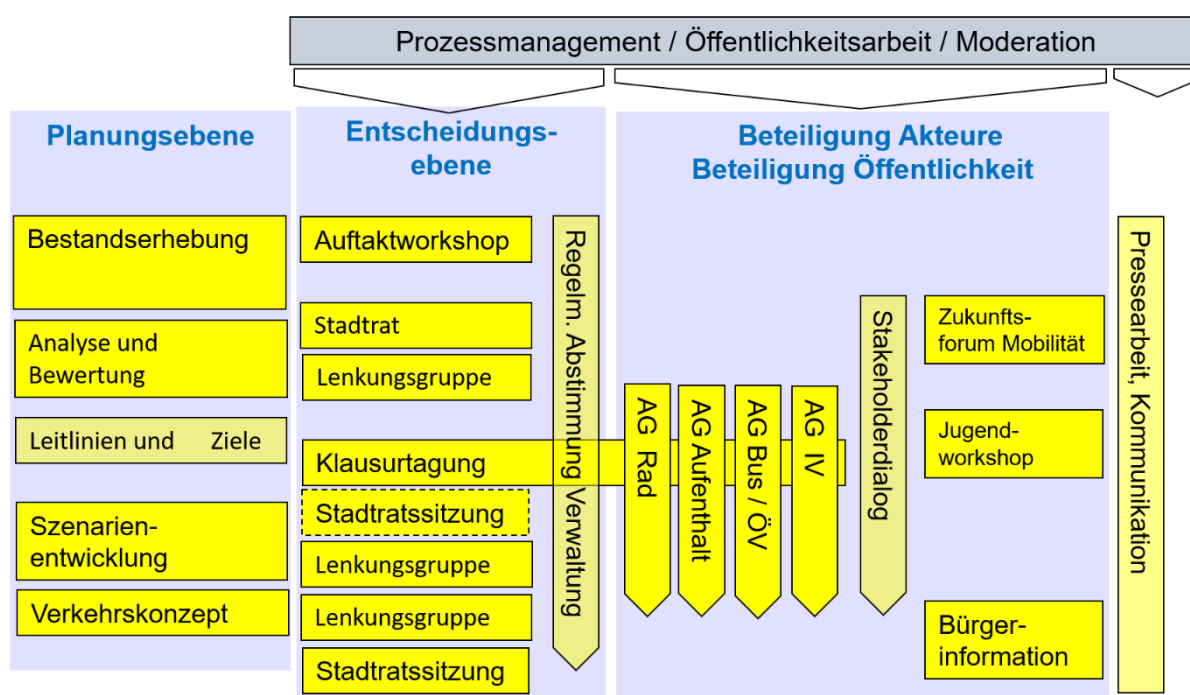 Prozessmanagement / Öffentlichkeitsarbeit / Moderation
Planungsebene
Bestandserhebung
Analyse und
Bewertung
Leitlinien und Ziele
Szenarien-
entwicklung
Verkehrskonzept
Entscheidungs-
ebene
Auftaktworkshop
Stadtrat
Lenkungsgruppe
Klausurtagung
Stadtratssitzung
Lenkungsgruppe
Lenkungsgruppe
Stadtratssitzung
Regelm. Abstimmung Verwaltung
Beteiligung Akteure
Beteiligung Öffentlichkeit
AG Rad
AG Aufenthalt
AG Bus / ÖV
AG IV
Stakeholderdialog
Zukunfts-
forum Mobilität
Jugend-
workshop
Bürger-
information
Pressearbeit, Kommunikation